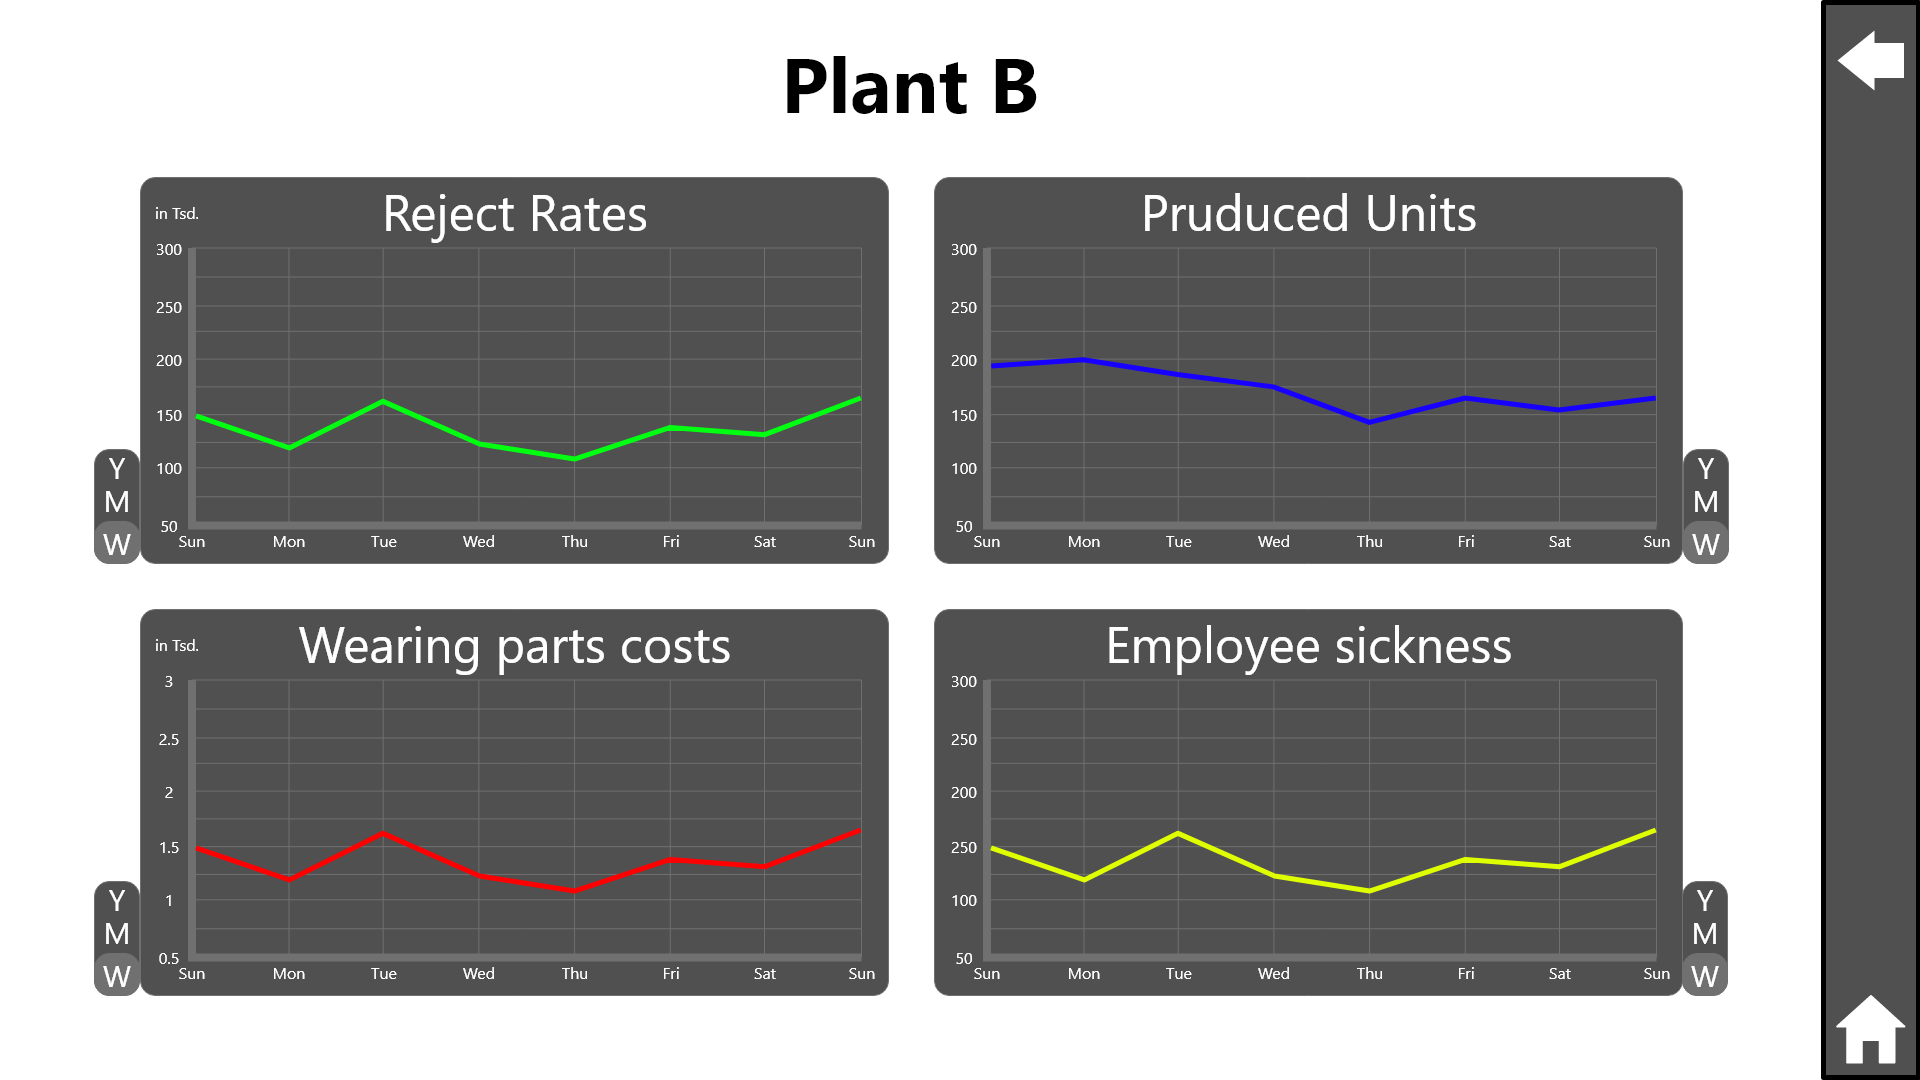 Plant B
in Tsd.
Reject Rates
300
250
200
150
100
50
Sun Mon Tue Wed Thu Fri Sat Sun
Y
M
W
Pruduced Units
300
250
200
150
100
50
Sun Mon Tue Wed Thu Fri Sat Sun
Y
M
W
in Tsd.
Wearing parts costs
3
2.5
2
1.5
1
0.5
Sun Mon Tue Wed Thu Fri Sat Sun
Y
M
W
Employee sickness
300
250
200
250
100
50
Sun Mon Tue Wed Thu Fri Sat Sun
Y
M
W